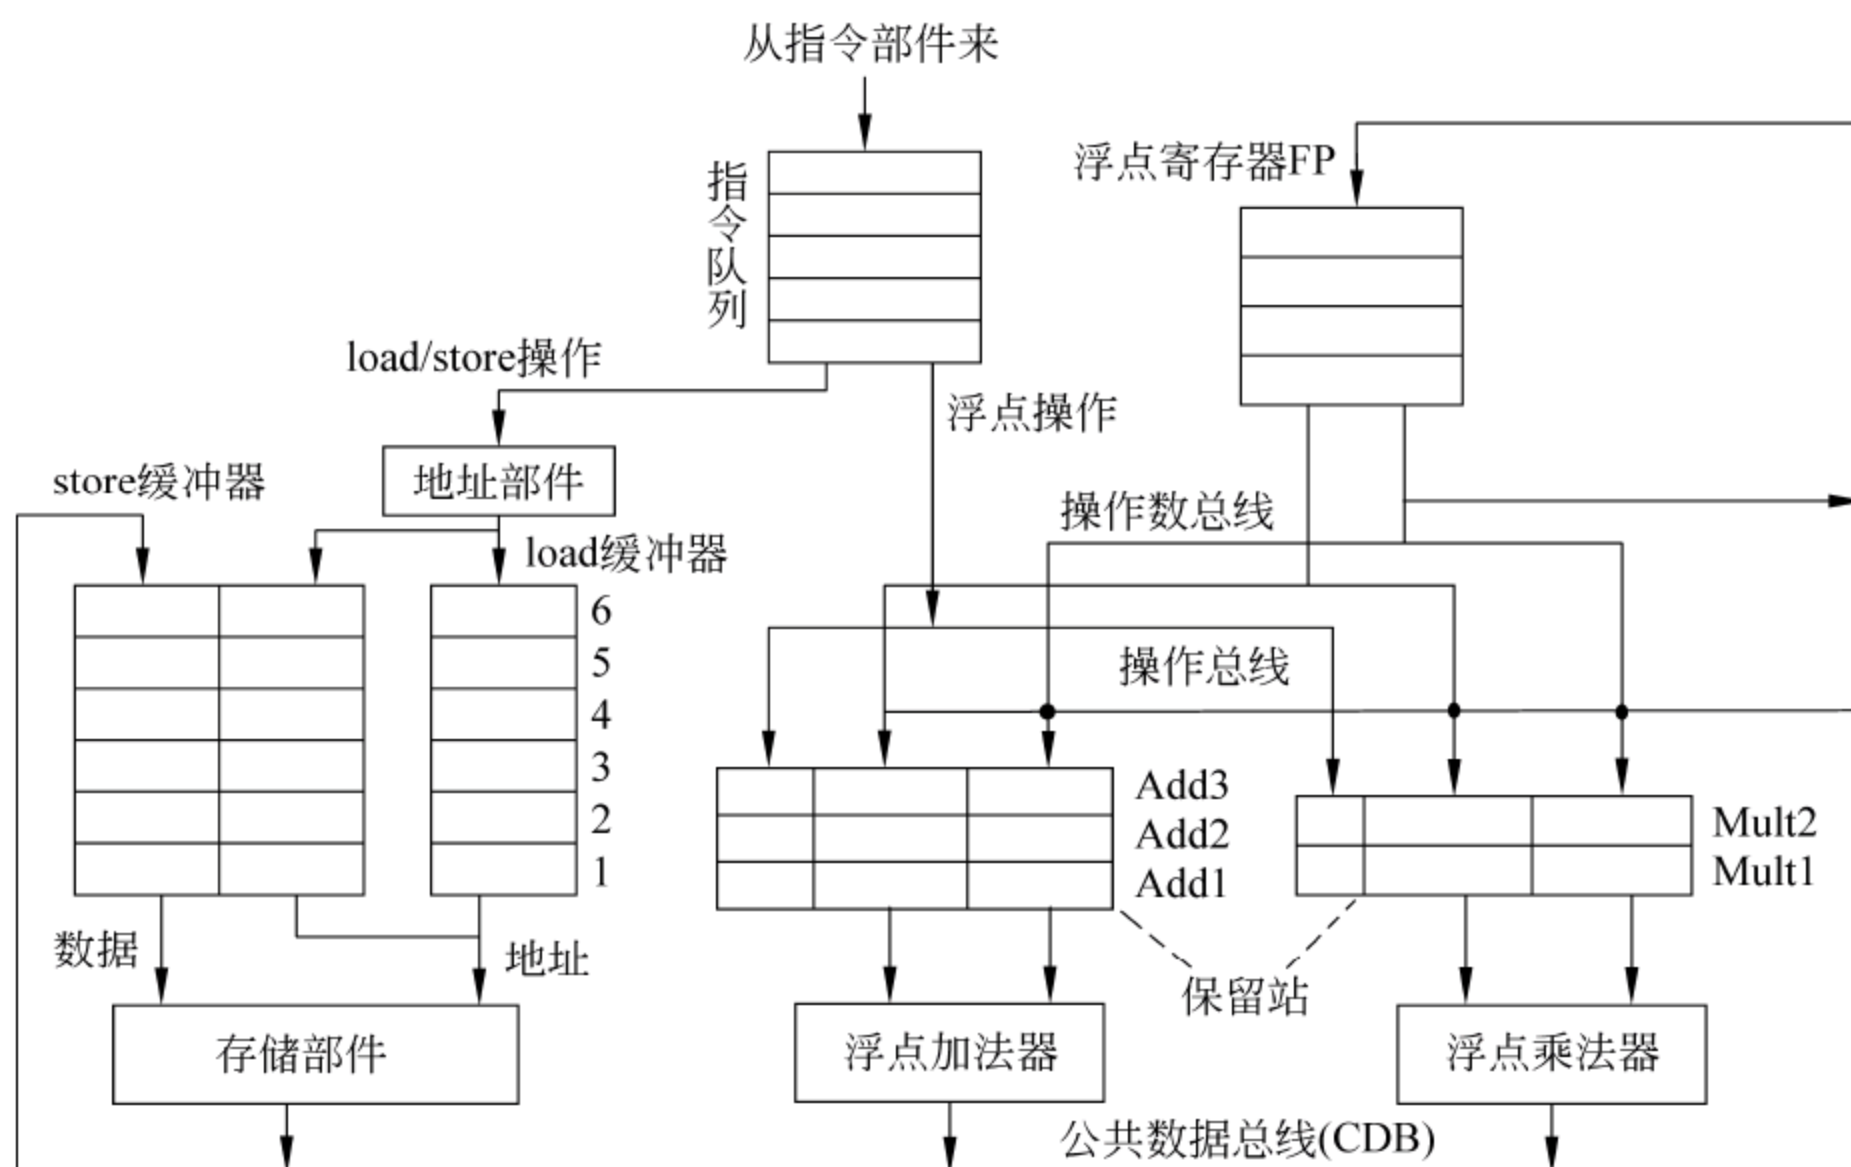 从指令部件来
浮点寄存器FP
指令队列
load/store操作
浮点操作
store缓冲器
地址部件
操作数总线
load缓冲器
6
5
4
3
2
1
操作总线
Add3
Add2
Add1
Mult2
Mult1
数据
地址
保留站
存储部件
浮点加法器
浮点乘法器
公共数据总线(CDB)